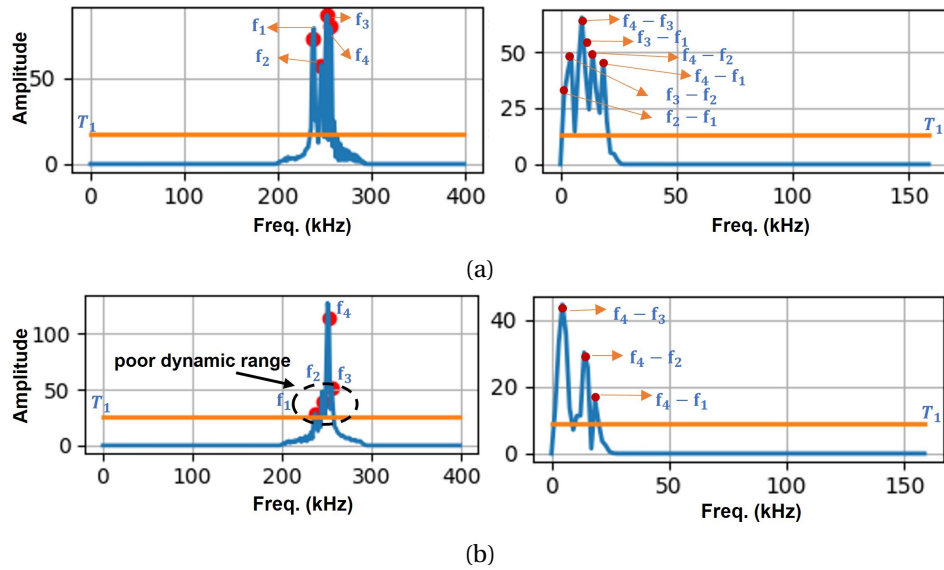 Amplitude
50
0
T₁
f₁
f₂
f₃
f₄
0
100
200
300
400
Freq. (kHz)
75
50
25
0
f₄ − f₃
f₃ − f₁
f₄ − f₂
f₄ − f₁
f₃ − f₂
f₂ − f₁
T₁
0
50
100
150
Freq. (kHz)
(a)
Amplitude
100
50
0
poor dynamic range
T₁
f₄
f₂
f₃
f₁
0
100
200
300
400
Freq. (kHz)
40
20
0
f₄ − f₃
f₄ − f₂
f₄ − f₁
T₁
0
50
100
150
Freq. (kHz)
(b)